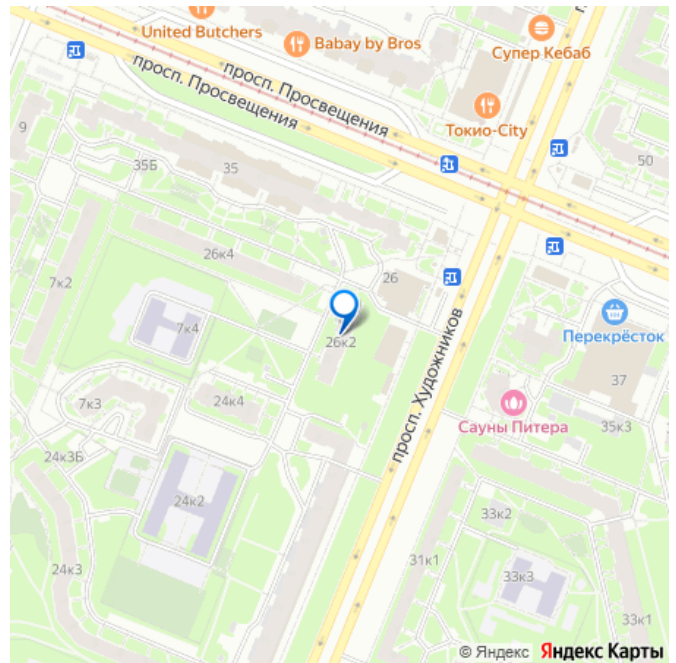 United Butchers
Babay by Bros
Супер Кебаб
просп. Просвещения
просп. Просвещения
Токио-City
9
35Б
35
50
26к4
26
7к2
7к4
26к2
просп. Художников
Перекрёсток
37
7к3
24к4
Сауны Питера
35к3
24к3Б
24к2
33к2
24к3
31к1
33к3
33к1
© Яндекс Яндекс Карты